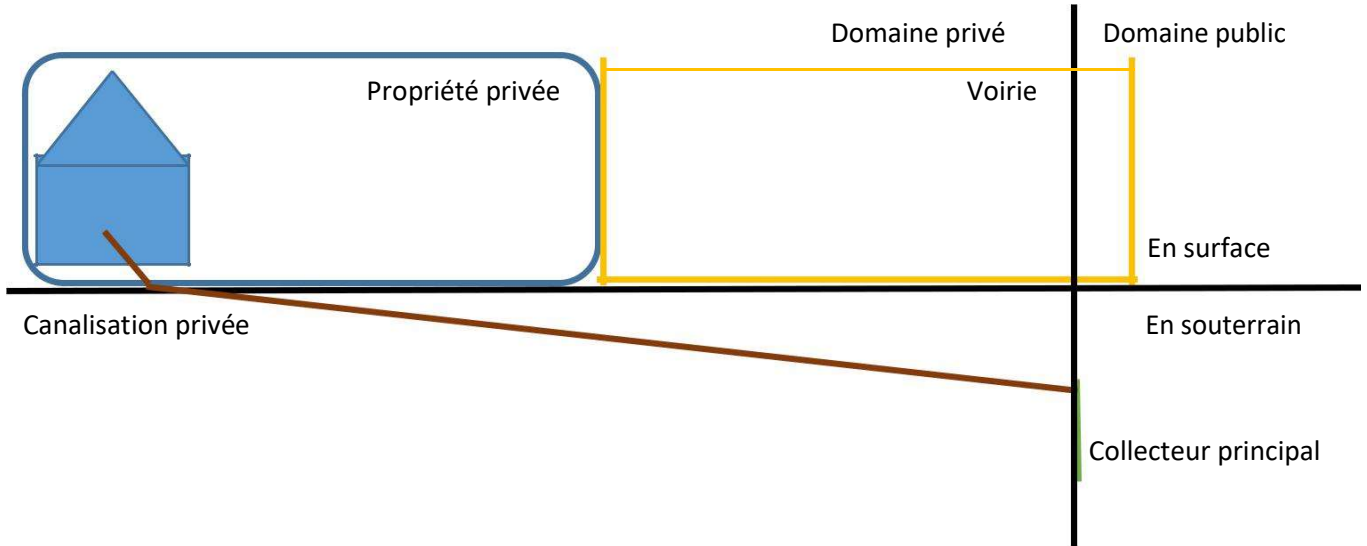 Domaine privé
Domaine public
Propriété privée
Voirie
En surface
Canalisation privée
En souterrain
Collecteur principal